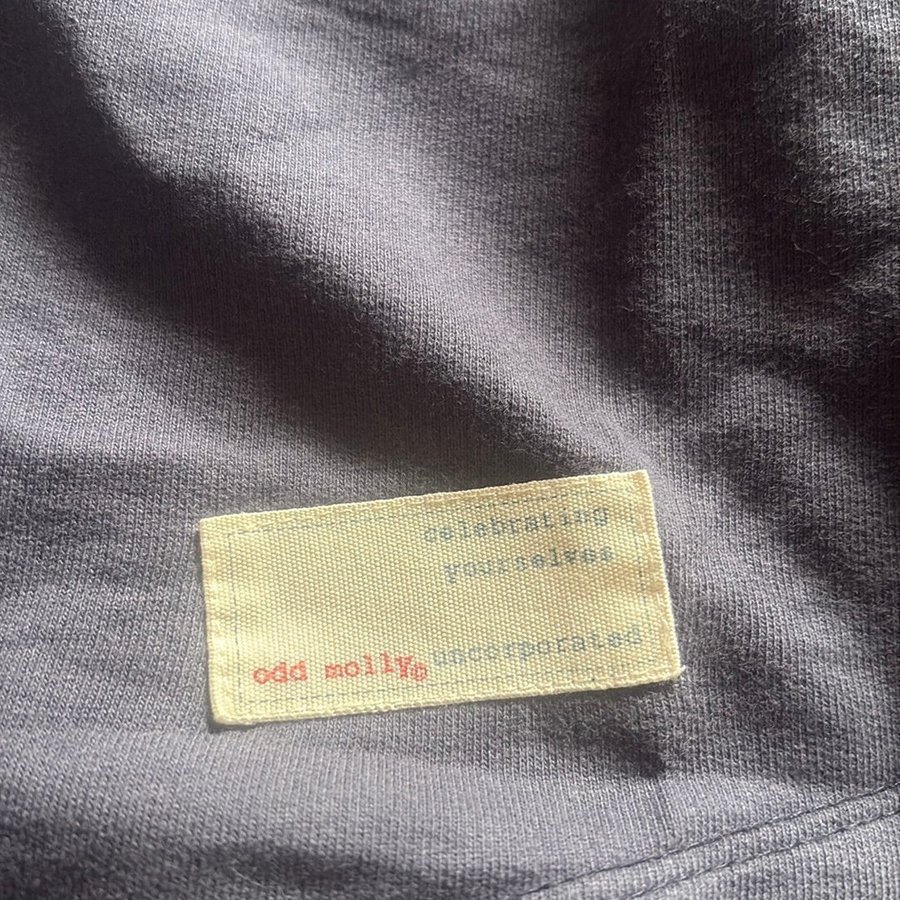 celebrating
yourselves
odd molly© uncorporated